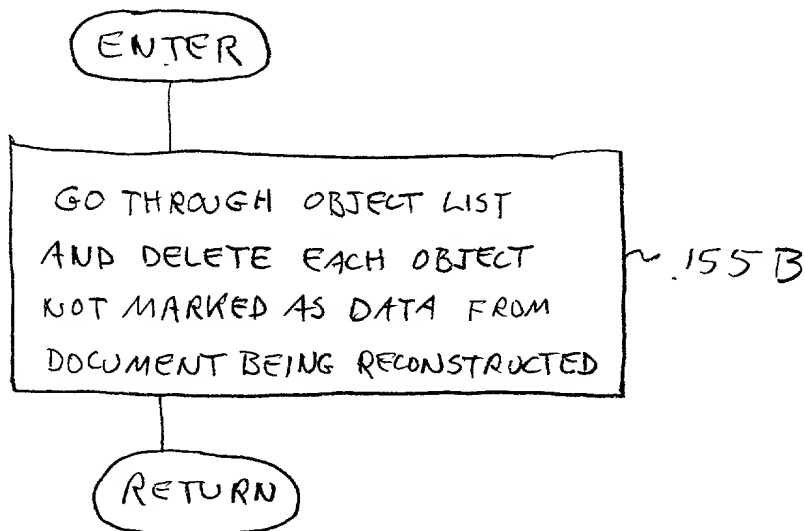 ENTER
GO THROUGH OBJECT LIST
AND DELETE EACH OBJECT
NOT MARKED AS DATA FROM
DOCUMENT BEING RECONSTRUCTED
155B
RETURN